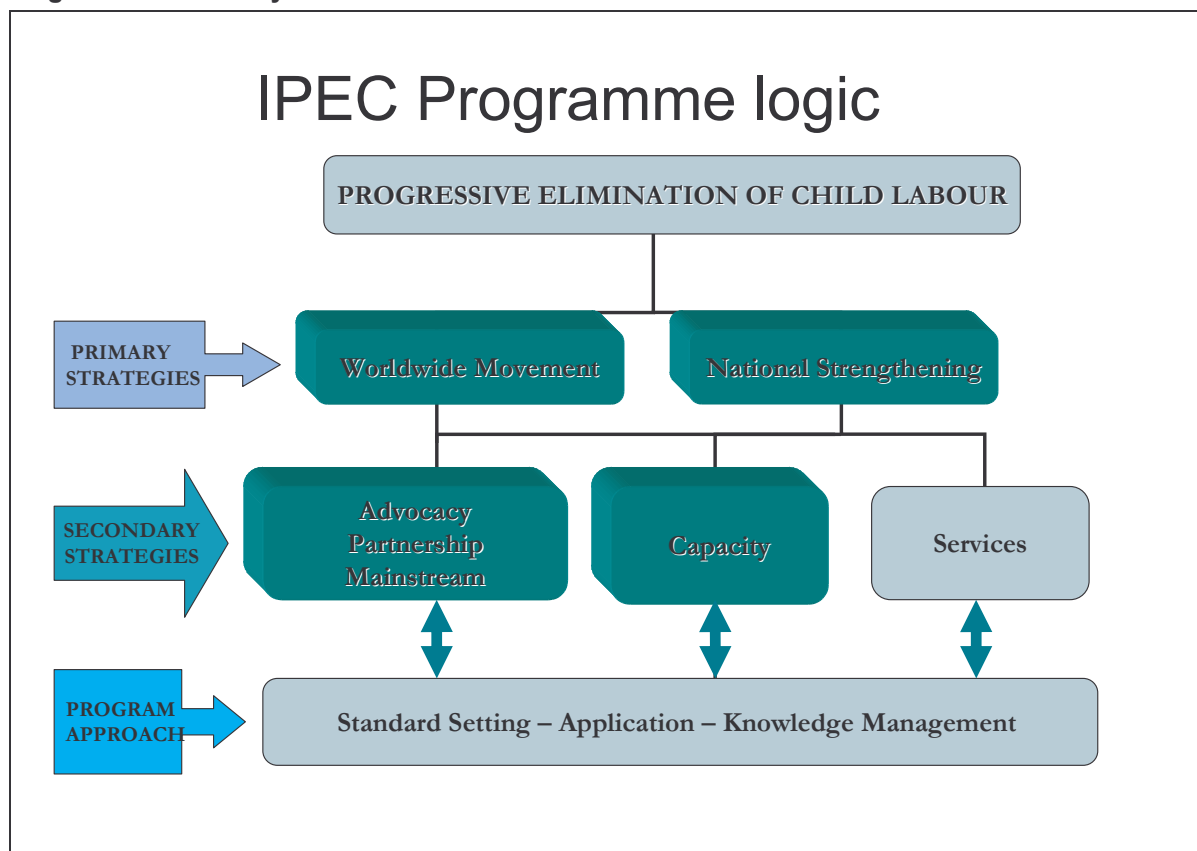 IPEC Programme logic
PROGRESSIVE ELIMINATION OF CHILD LABOUR
PRIMARY
STRATEGIES
Worldwide Movement
National Strengthening
SECONDARY
STRATEGIES
Advocacy
Partnership
Mainstream
Capacity
Services
PROGRAM
APPROACH
Standard Setting – Application – Knowledge Management